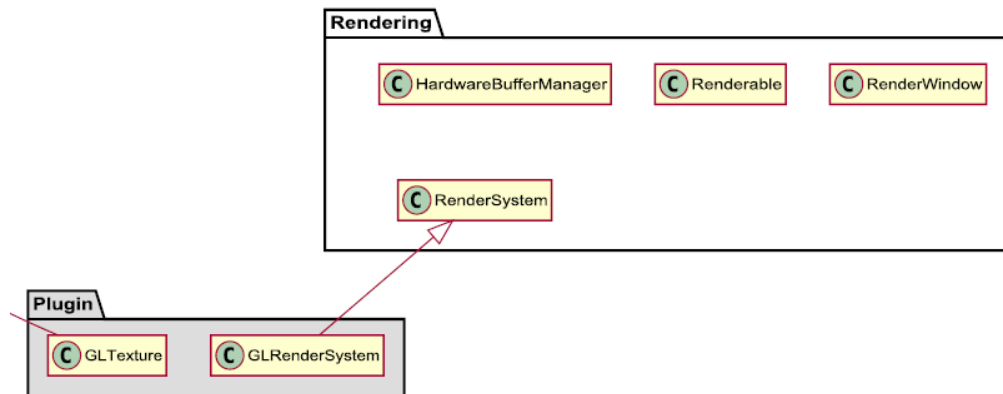 Rendering
C HardwareBufferManager
C Renderable
C RenderWindow
C RenderSystem
Plugin
C GLTexture
C GLRenderSystem